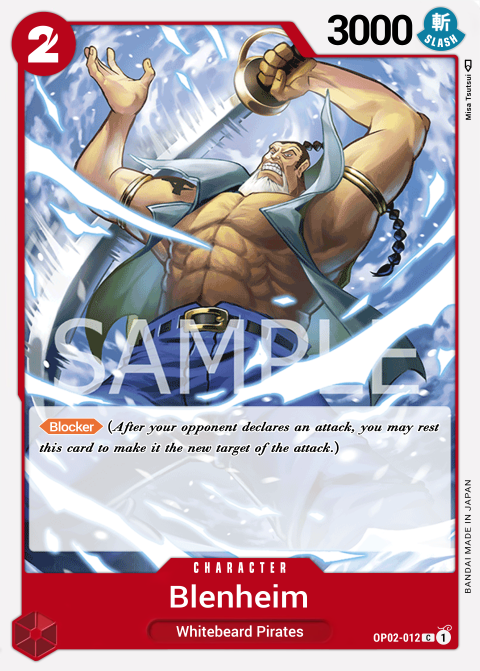 2
3000
斬
SLASH
Misa Tsutsui
SAMPLE
Blocker (After your opponent declares an attack, you may rest
this card to make it the new target of the attack.)
BANDAI MADE IN JAPAN
CHARACTER
Blenheim
Whitebeard Pirates
OP02-012 C 1